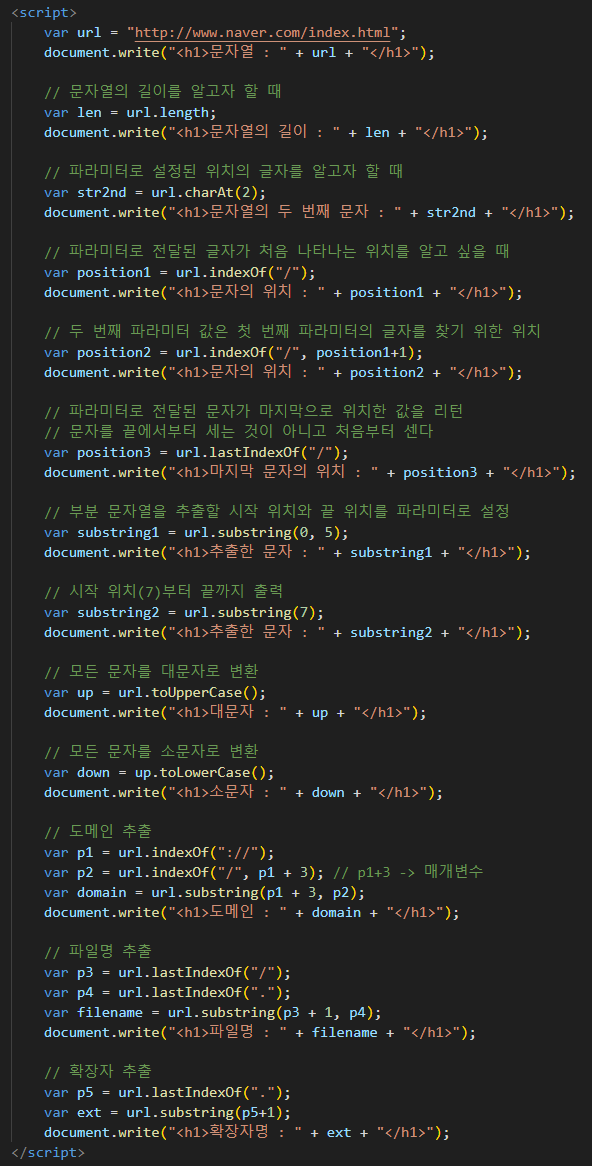 <script>
var url = "http://www.naver.com/index.html";
document.write("<h1>문자열 : " + url + "</h1>");
// 문자열의 길이를 알고자 할 때
var len = url.length;
document.write("<h1>문자열의 길이 : " + len + "</h1>");
// 파라미터로 설정된 위치의 글자를 알고자 할 때
var str2nd = url.charAt(2);
document.write("<h1>문자열의 두 번째 문자 : " + str2nd + "</h1>");
// 파라미터로 전달된 글자가 처음 나타나는 위치를 알고 싶을 때
var position1 = url.indexOf("/");
document.write("<h1>문자의 위치 : " + position1 + "</h1>");
// 두 번째 파라미터 값은 첫 번째 파라미터의 글자를 찾기 위한 위치
var position2 = url.indexOf("/", position1+1);
document.write("<h1>문자의 위치 : " + position2 + "</h1>");
// 파라미터로 전달된 문자가 마지막으로 위치한 값을 리턴
// 문자를 끝에서부터 세는 것이 아니고 처음부터 센다
var position3 = url.lastIndexOf("/");
document.write("<h1>마지막 문자의 위치 : " + position3 + "</h1>");
// 부분 문자열을 추출할 시작 위치와 끝 위치를 파라미터로 설정
var substring1 = url.substring(0, 5);
document.write("<h1>추출한 문자 : " + substring1 + "</h1>");
// 시작 위치(7)부터 끝까지 출력
var substring2 = url.substring(7);
document.write("<h1>추출한 문자 : " + substring2 + "</h1>");
// 모든 문자를 대문자로 변환
var up = url.toUpperCase();
document.write("<h1>대문자 : " + up + "</h1>");
// 모든 문자를 소문자로 변환
var down = up.toLowerCase();
document.write("<h1>소문자 : " + down + "</h1>");
// 도메인 추출
var p1 = url.indexOf("://");
var p2 = url.indexOf("/", p1 + 3); // p1+3 -> 매개변수
var domain = url.substring(p1 + 3, p2);
document.write("<h1>도메인 : " + domain + "</h1>");
// 파일명 추출
var p3 = url.lastIndexOf("/");
var p4 = url.lastIndexOf(".");
var filename = url.substring(p3 + 1, p4);
document.write("<h1>파일명 : " + filename + "</h1>");
// 확장자 추출
var p5 = url.lastIndexOf(".");
var ext = url.substring(p5+1);
document.write("<h1>확장자명 : " + ext + "</h1>");
</script>